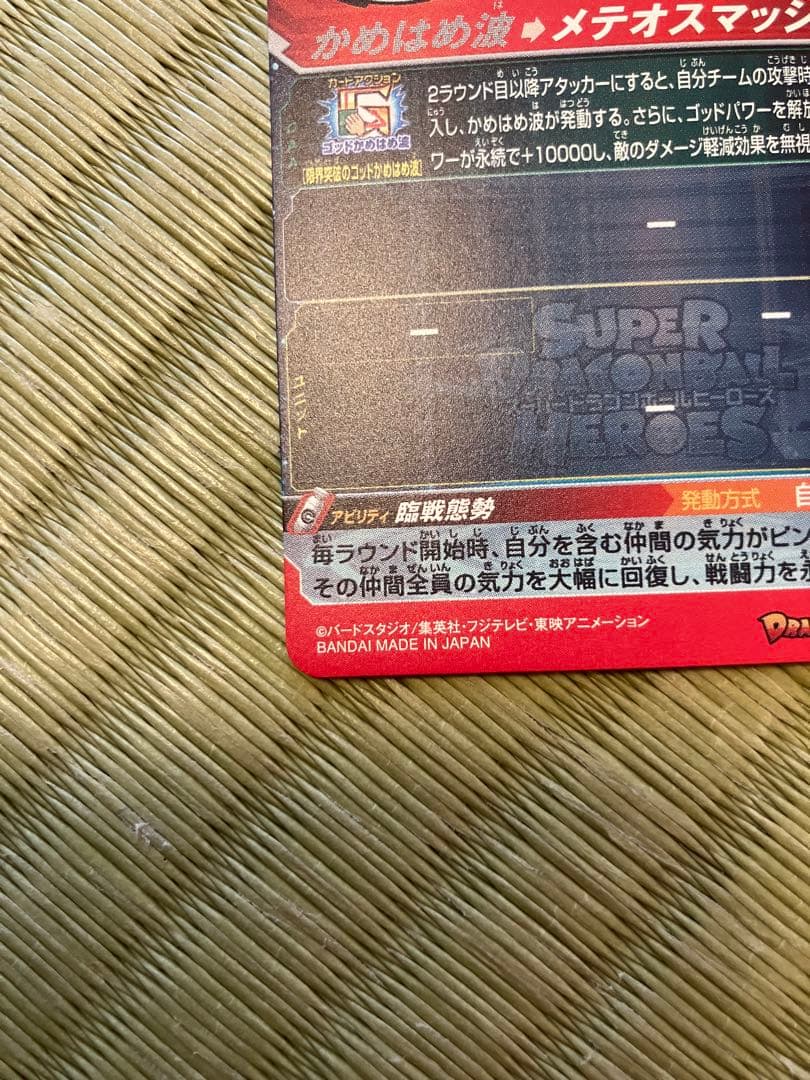 かめはめ波➡メテオスマッシ
カードアクション
ゴッドかめはめ波
[限界突破のゴッドかめはめ波]
2ラウンド目以降アタッカーにすると、自分チームの攻撃時
入し、かめはめ波が発動する。さらに、ゴッドパワーを解放
ワーが永続で+10000し、敵のダメージ軽減効果を無視
ー
ー
ー
ー
ユニット
SUPER
DRAGONBALL
スーパードラゴンボールヒーローズ
HEROES
アビリティ 臨戦態勢 発動方式 自
毎ラウンド開始時、自分を含む仲間の気力がピン
その仲間全員の気力を大幅に回復し、戦闘力を永
©バードスタジオ/集英社・フジテレビ・東映アニメーション
BANDAI MADE IN JAPAN
DRA